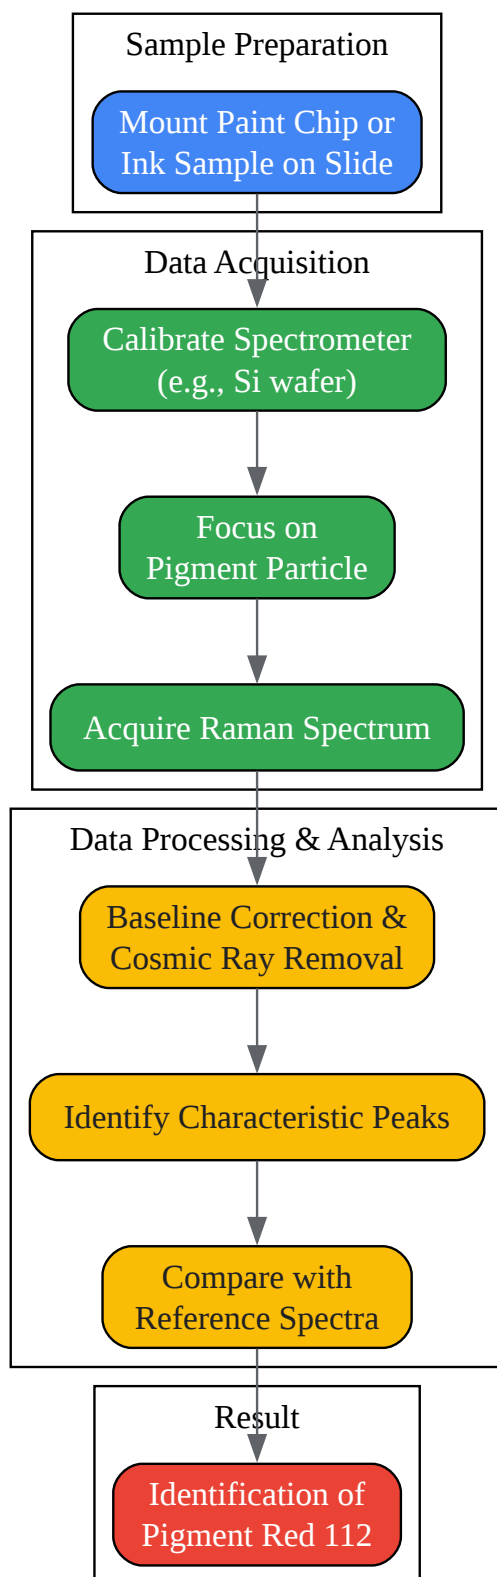 Sample Preparation
Mount Paint Chip or
Ink Sample on Slide
Data Acquisition
Calibrate Spectrometer
(e.g., Si wafer)
Focus on
Pigment Particle
Acquire Raman Spectrum
Data Processing & Analysis
Baseline Correction &
Cosmic Ray Removal
Identify Characteristic Peaks
Compare with
Reference Spectra
Result
Identification of
Pigment Red 112